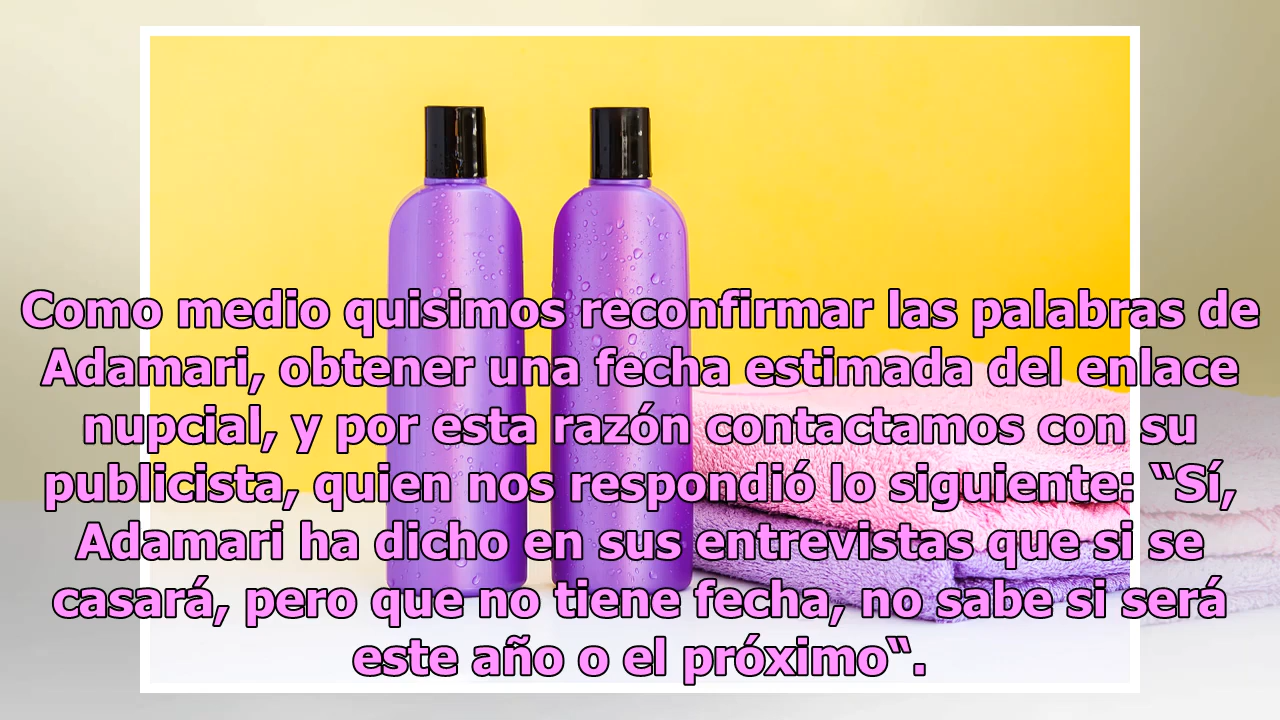 Como medio quisimos reconfirmar las palabras de
Adamari, obtener una fecha estimada del enlace
nupcial, y por esta razón contactamos con su
publicista, quien nos respondió lo siguiente: “Sí,
Adamari ha dicho en sus entrevistas que si se
casará, pero que no tiene fecha, no sabe si será
este año o el próximo“.